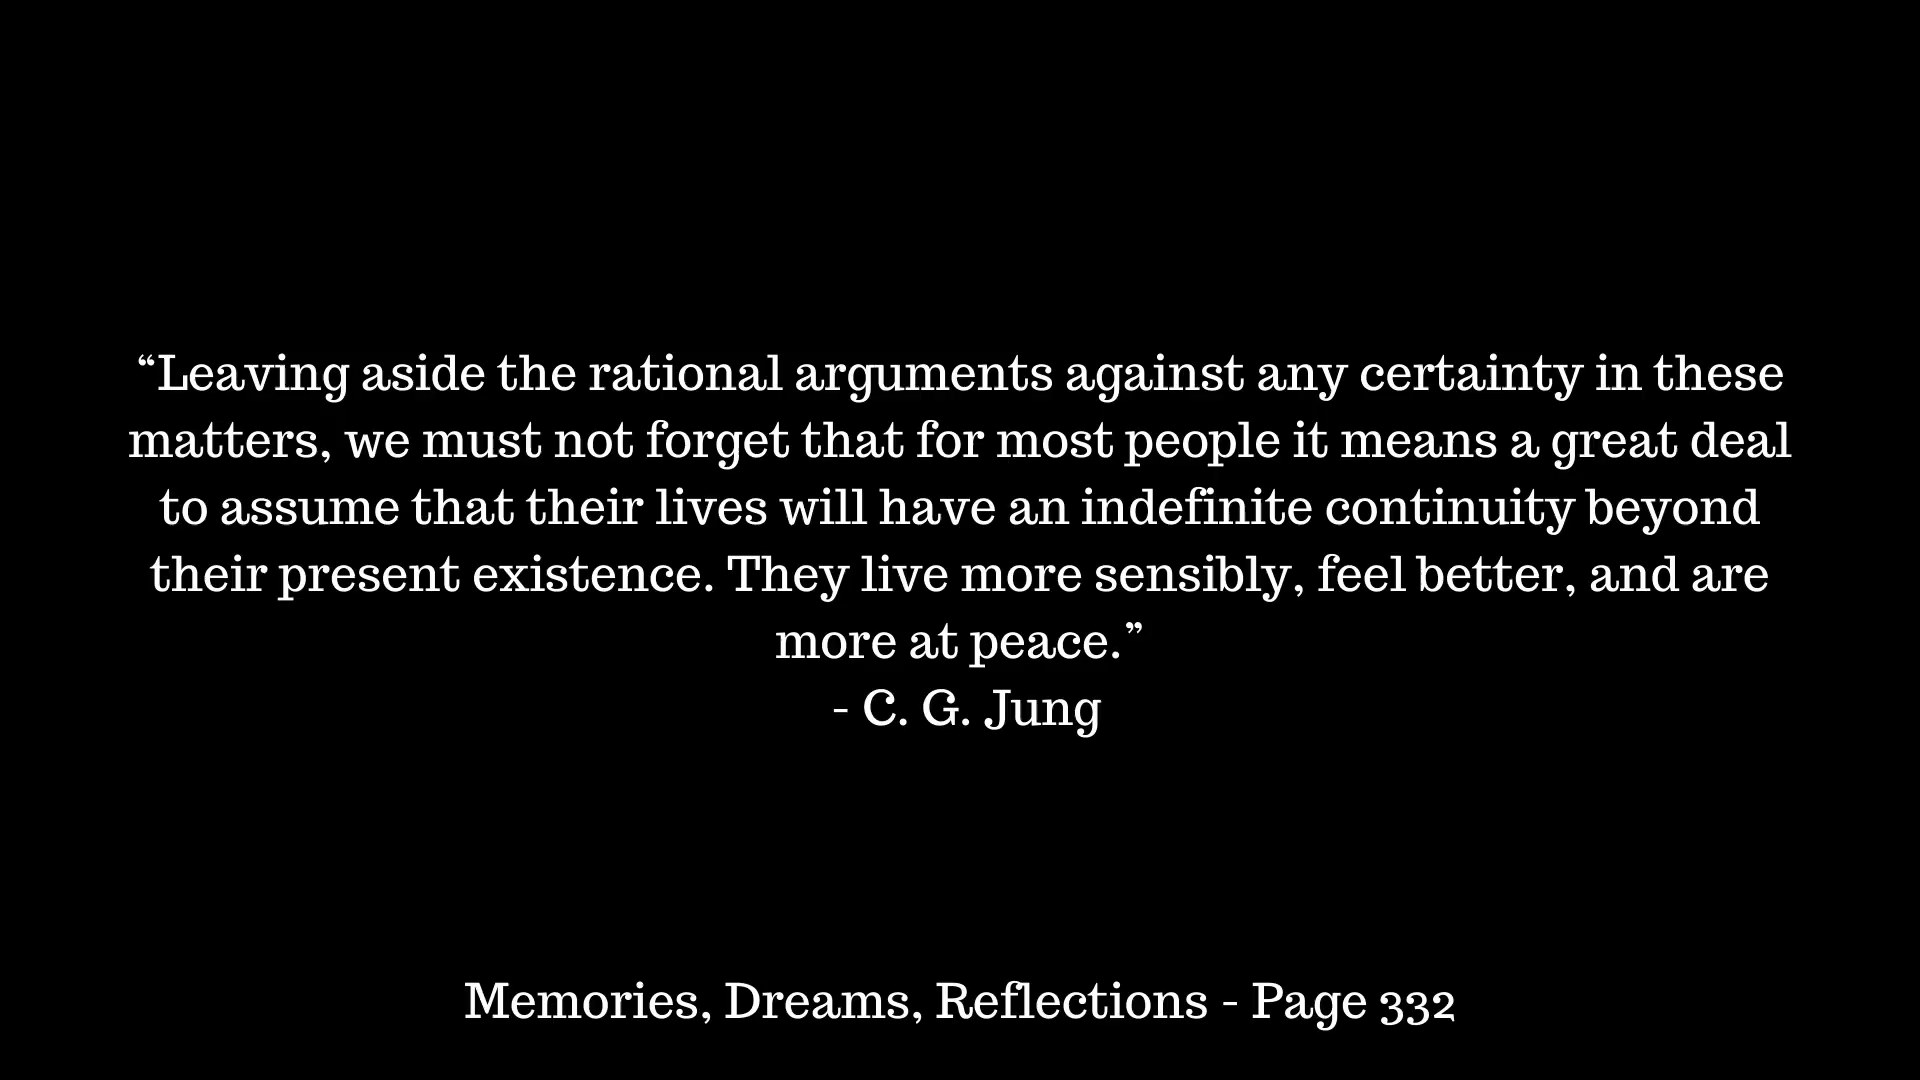 “Leaving aside the rational arguments against any certainty in these
matters, we must not forget that for most people it means a great deal
to assume that their lives will have an indefinite continuity beyond
their present existence. They live more sensibly, feel better, and are
more at peace.”
- C. G. Jung
Memories, Dreams, Reflections - Page 332